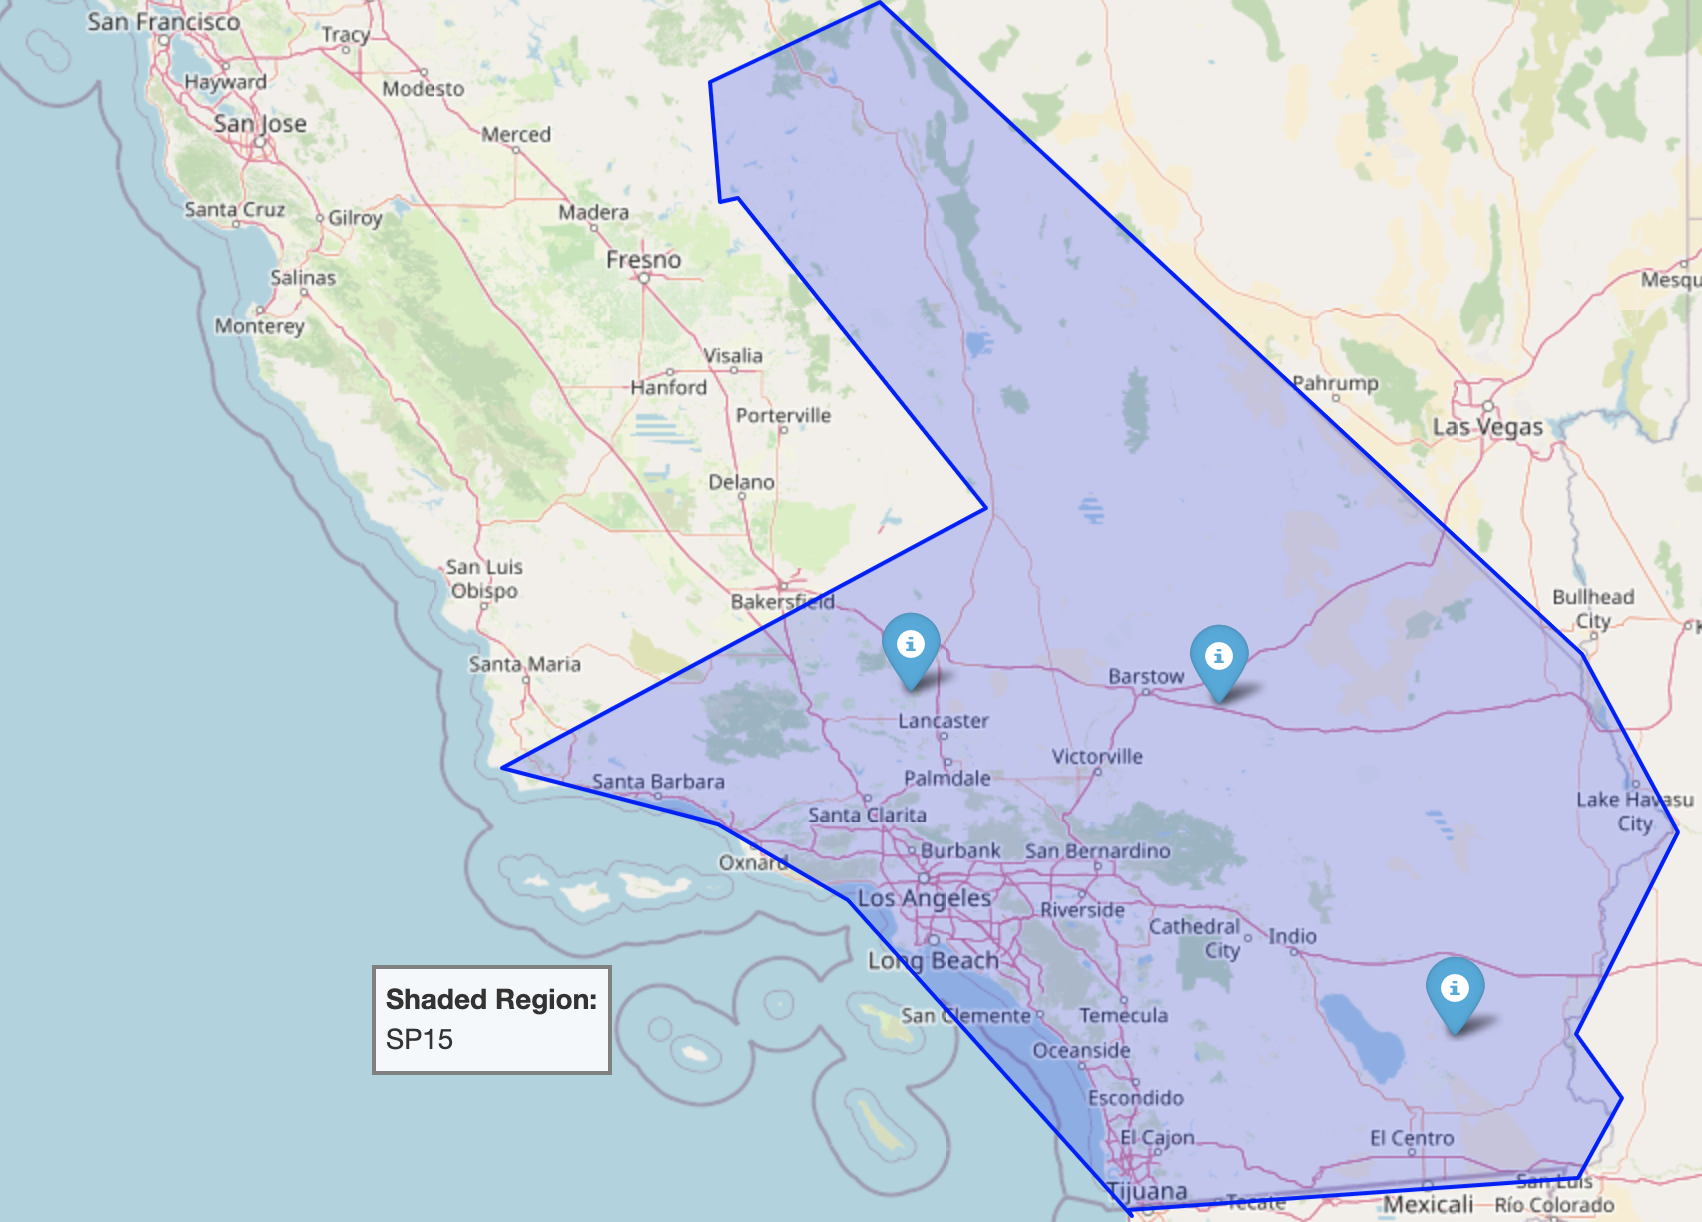 San Francisco
Tracy
Hayward
Modesto
San Jose
Merced
Santa Cruz
Gilroy
Madera
Fresno
Salinas
Mesqu
Monterey
Visalia
Hanford
Pahrump
Porterville
Las Vegas
Delano
San Luis
Obispo
Bakersfield
Bullhead
City
K
Santa Maria
Barstow
Lancaster
Victorville
Santa Barbara
Palmdale
Santa Clarita
Lake Havasu
City
Oxnard
Burbank
San Bernardino
Los Angeles
Riverside
Cathedral
City
Indio
Long Beach
Shaded Region:
SP15
San Clemente
Temecula
Oceanside
Escondido
El Cajon
El Centro
Tijuana
Tecate
Mexicali
San Luis
Río Colorado
i
i
i